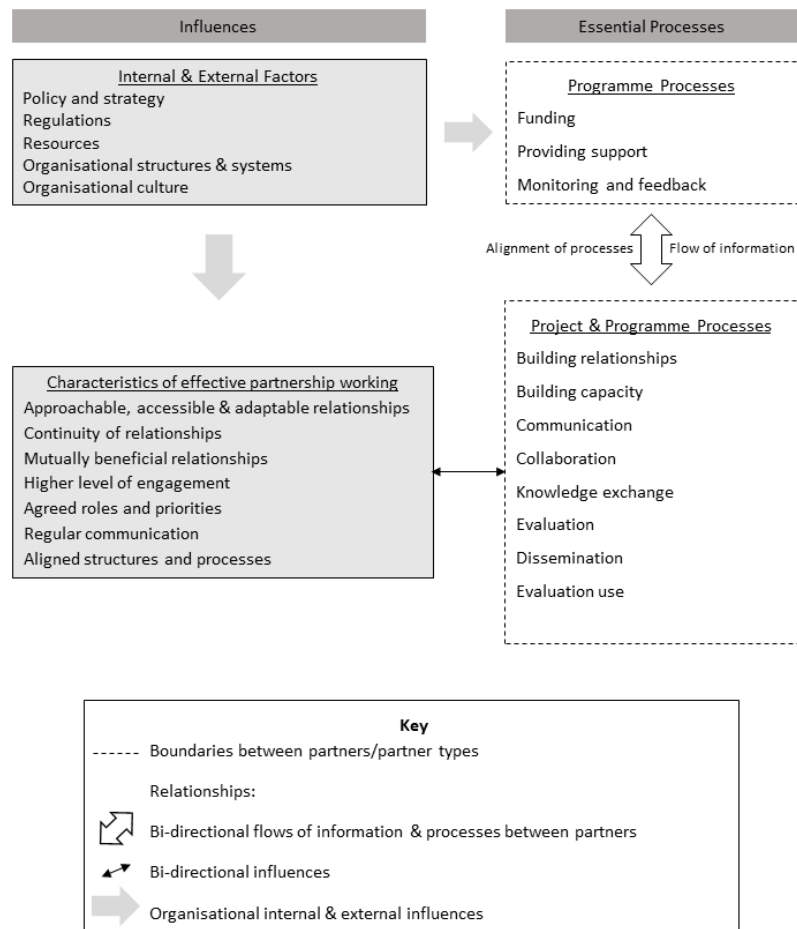 Influences
Essential Processes
Internal & External Factors
Policy and strategy
Regulations
Resources
Organisational structures & systems
Organisational culture
Programme Processes
Funding
Providing support
Monitoring and feedback
Alignment of processes
Flow of information
Characteristics of effective partnership working
Approachable, accessible & adaptable relationships
Continuity of relationships
Mutually beneficial relationships
Higher level of engagement
Agreed roles and priorities
Regular communication
Aligned structures and processes
Project & Programme Processes
Building relationships
Building capacity
Communication
Collaboration
Knowledge exchange
Evaluation
Dissemination
Evaluation use
Key
Boundaries between partners/partner types
Relationships:
Bi-directional flows of information & processes between partners
Bi-directional influences
Organisational internal & external influences